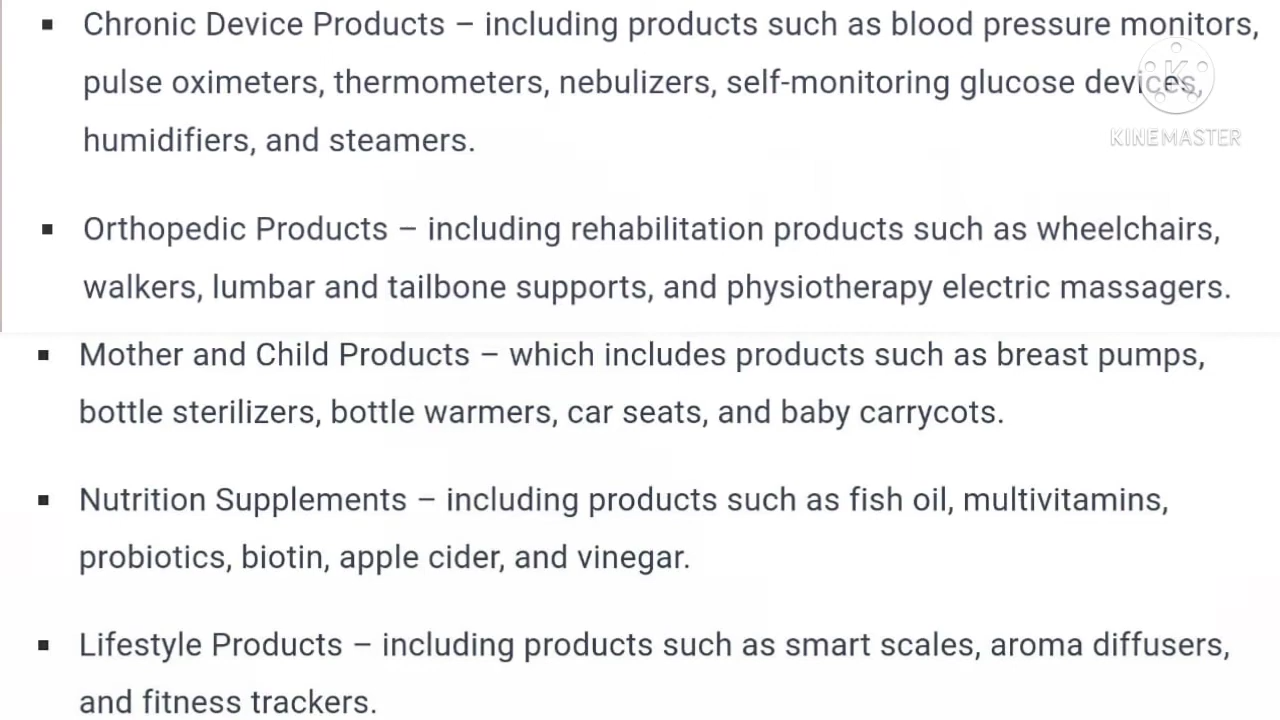 ▪ Chronic Device Products – including products such as blood pressure monitors,
pulse oximeters, thermometers, nebulizers, self-monitoring glucose devices,
humidifiers, and steamers.
KINEMASTER
▪ Orthopedic Products – including rehabilitation products such as wheelchairs,
walkers, lumbar and tailbone supports, and physiotherapy electric massagers.
▪ Mother and Child Products – which includes products such as breast pumps,
bottle sterilizers, bottle warmers, car seats, and baby carrycots.
▪ Nutrition Supplements – including products such as fish oil, multivitamins,
probiotics, biotin, apple cider, and vinegar.
▪ Lifestyle Products – including products such as smart scales, aroma diffusers,
and fitness trackers.